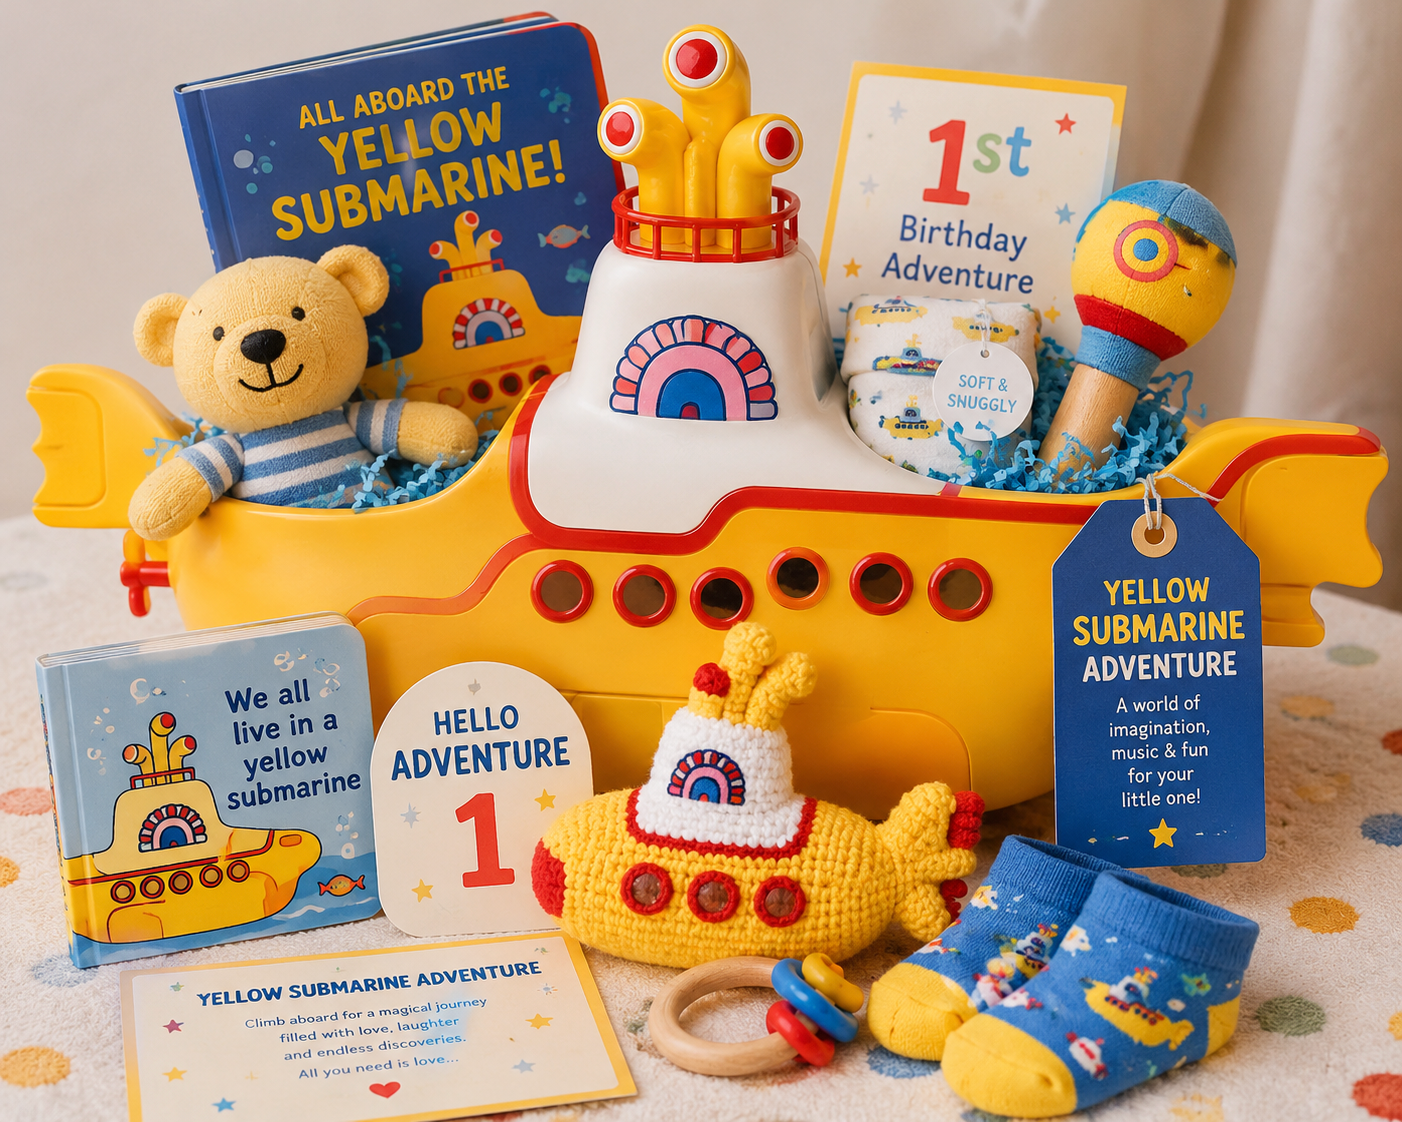 ALL ABOARD THE
YELLOW
SUBMARINE!
1st
Birthday
Adventure
SOFT &
SNUGGLY
YELLOW
SUBMARINE
ADVENTURE
A world of
imagination,
music & fun
for your
little one!
We all
live in a
yellow
submarine
HELLO
ADVENTURE
1
YELLOW SUBMARINE ADVENTURE
Climb aboard for a magical journey
filled with love, laughter
and endless discoveries.
All you need is love...